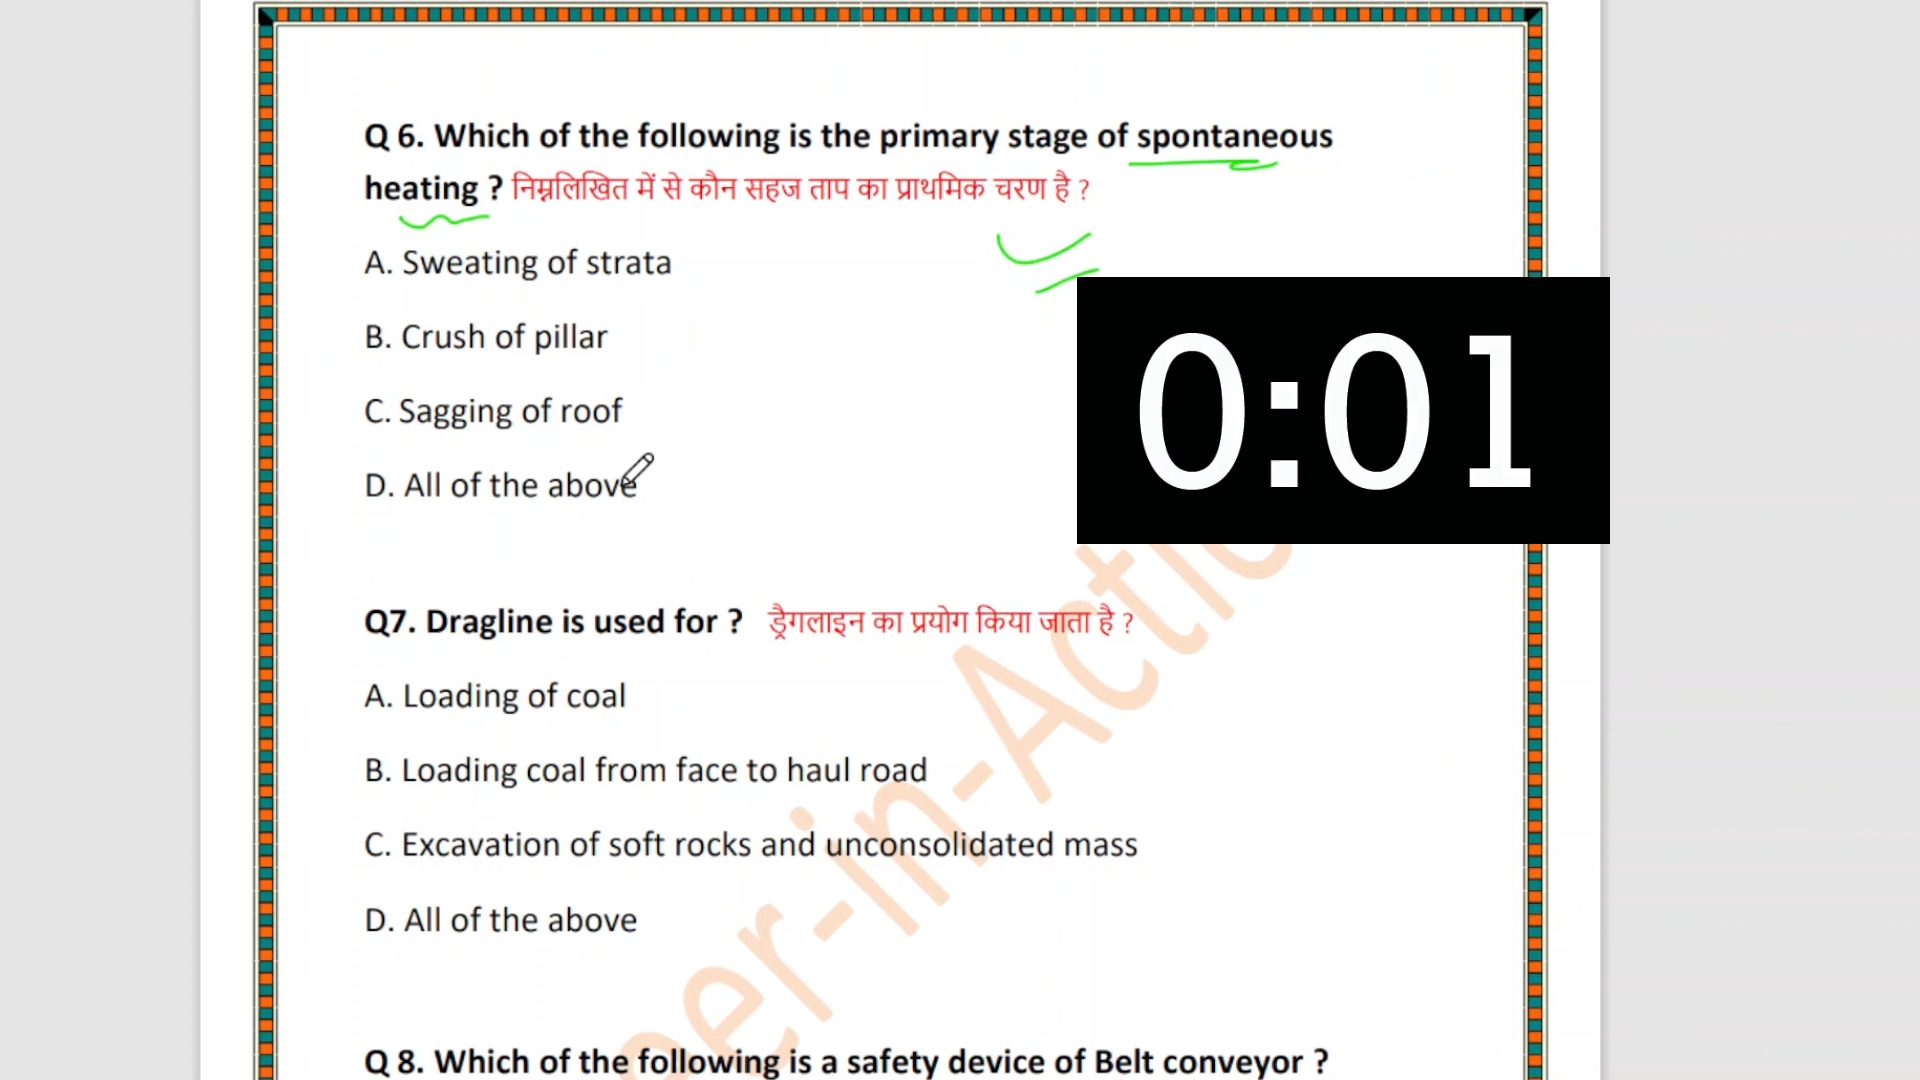 Q 6. Which of the following is the primary stage of spontaneous
heating ? निम्नलिखित में से कौन सहज ताप का प्राथमिक चरण है ?
A. Sweating of strata
B. Crush of pillar
C. Sagging of roof
D. All of the above
0:01
Q7. Dragline is used for ? ड्रैगलाइन का प्रयोग किया जाता है ?
A. Loading of coal
B. Loading coal from face to haul road
C. Excavation of soft rocks and unconsolidated mass
D. All of the above
Q 8. Which of the following is a safety device of Belt conveyor ?